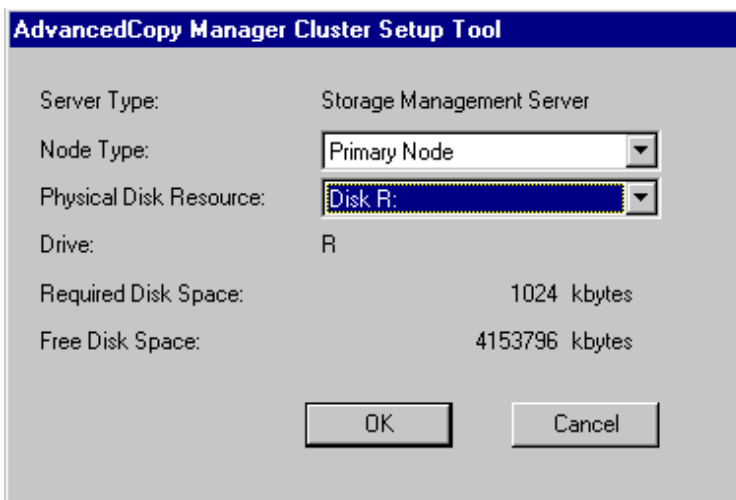 AdvancedCopy Manager Cluster Setup Tool
Server Type: Storage Management Server
Node Type: Primary Node
Physical Disk Resource: Disk R:
Drive: R
Required Disk Space: 1024 kbytes
Free Disk Space: 4153796 kbytes
OK Cancel